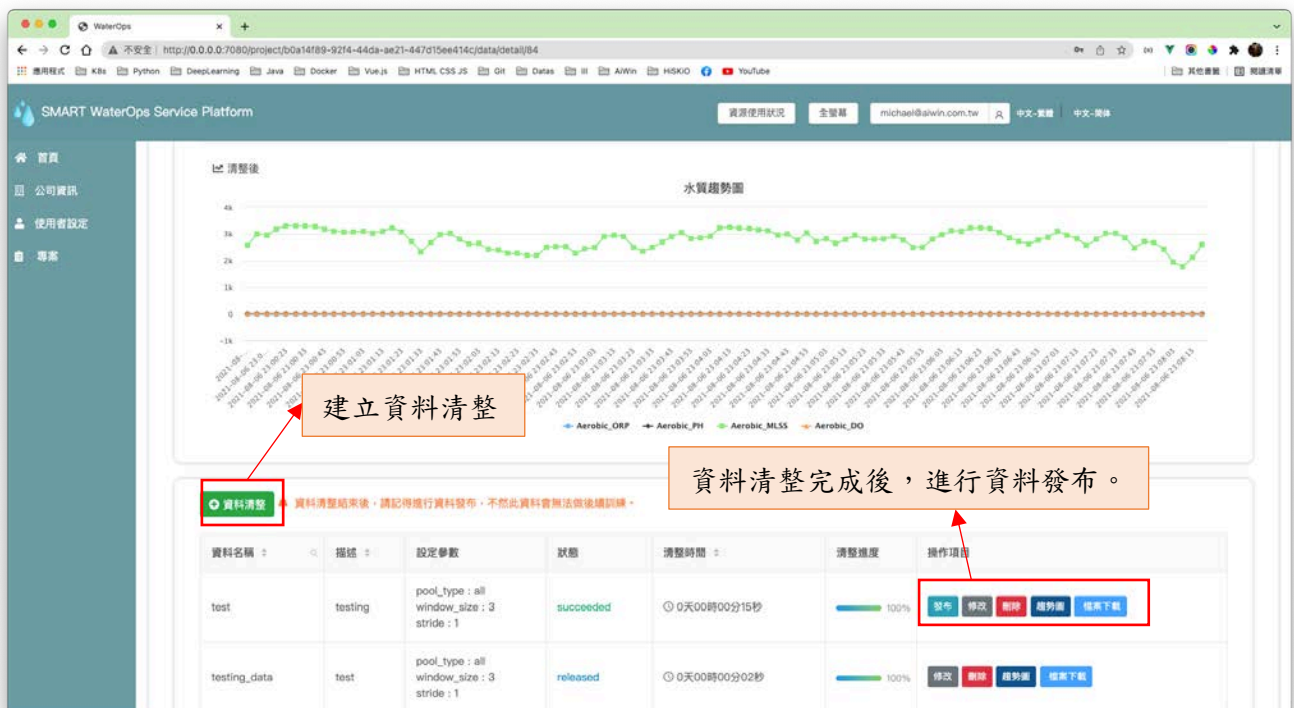 WaterOps
不安全 | http://0.0.0.0:7080/project/b0a14f89-92f4-44da-ae21-447d15ee414c/data/detail/84
應用程式 K8s Python DeepLearning Java Docker Vue.js HTML CSS JS Git Datas III AiWin HiSKIO YouTube 其他書籤 閱讀清單
SMART WaterOps Service Platform 資源使用狀況 全螢幕 michael@aiwin.com.tw 中文-繁體 中文-简体
首頁
公司資訊
使用者設定
專案
清整後
水質趨勢圖
4k
3k
2k
1k
0
-1k
建立資料清整
Aerobic_ORP Aerobic_PH Aerobic_MLSS Aerobic_DO
資料清整完成後，進行資料發布。
資料清整 資料清整結束後，請記得進行資料發布，不然此資料會無法做後續訓練。
資料名稱 描述 設定參數 狀態 清整時間 清整進度 操作項目
test testing pool_type : all succeeded 0天00時00分15秒 100% 發布 修改 刪除 趨勢圖 檔案下載
window_size : 3
stride : 1
testing_data test pool_type : all released 0天00時00分02秒 100% 修改 刪除 趨勢圖 檔案下載
window_size : 3
stride : 1